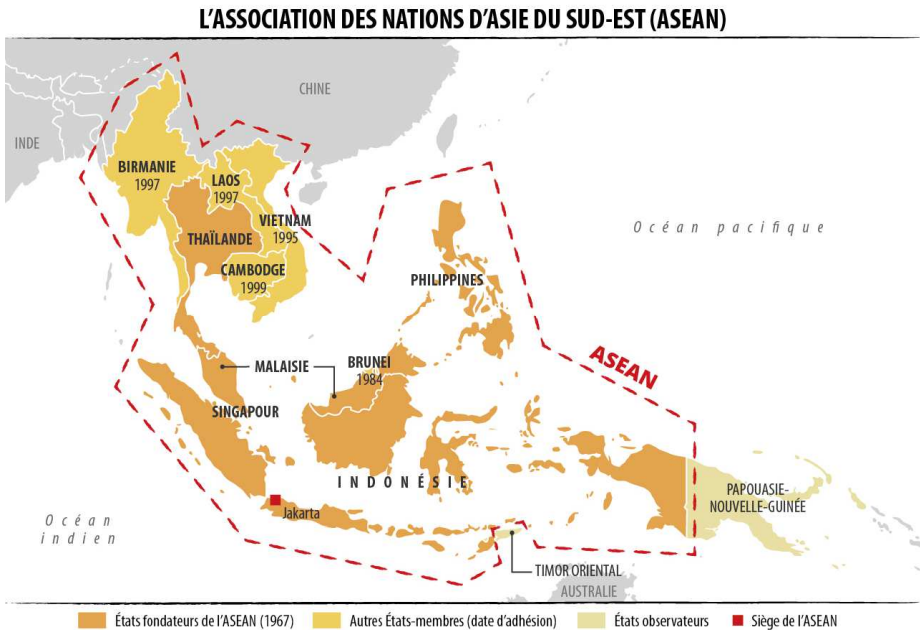 L'ASSOCIATION DES NATIONS D'ASIE DU SUD-EST (ASEAN)
CHINE
INDE
BIRMANIE
1997
LAOS
1997
VIETNAM
1995
THAÏLANDE
CAMBODGE
1999
Océan pacifique
PHILIPPINES
MALAISIE
BRUNEI
1984
ASEAN
SINGAPOUR
INDONÉSIE
PAPOUASIE-
NOUVELLE-GUINÉE
Jakarta
Océan
indien
TIMOR ORIENTAL
AUSTRALIE
États fondateurs de l'ASEAN (1967)
Autres États-membres (date d'adhésion)
États observateurs
Siège de l'ASEAN